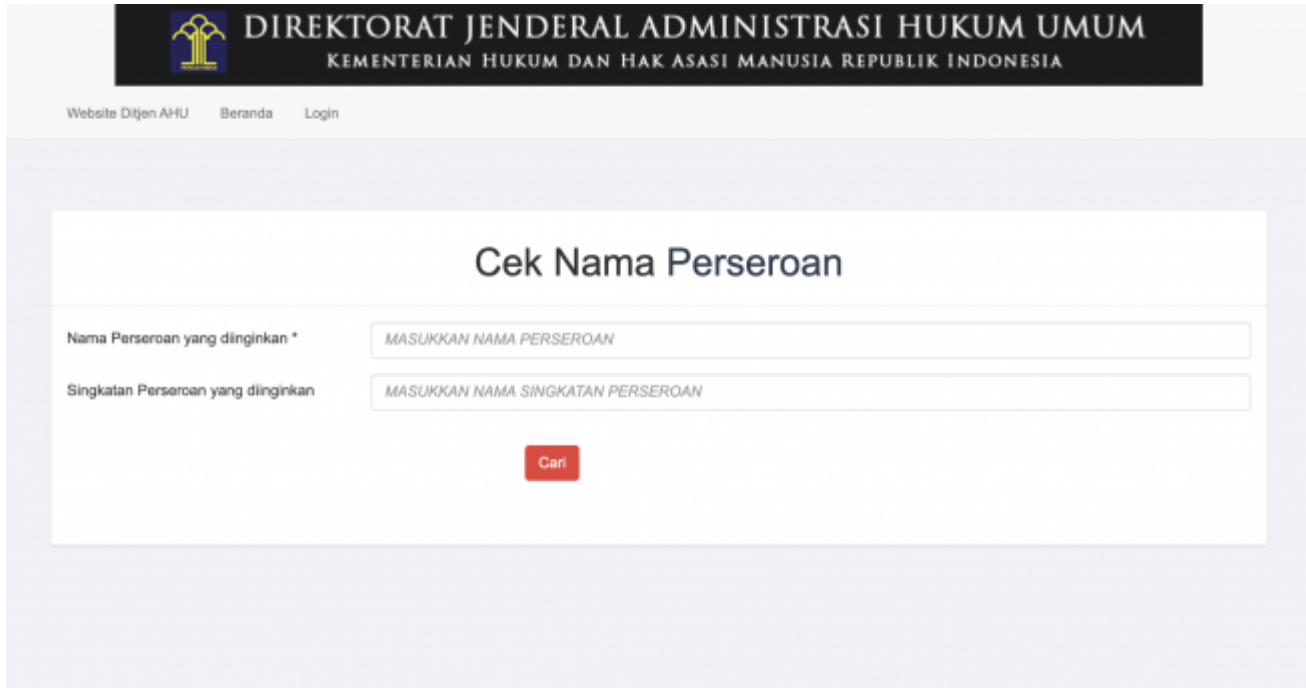 DIREKTORAT JENDERAL ADMINISTRASI HUKUM UMUM
KEMENTERIAN HUKUM DAN HAK ASASI MANUSIA REPUBLIK INDONESIA
Website Ditjen AHU Beranda Login
Cek Nama Perseroan
Nama Perseroan yang diinginkan * MASUKKAN NAMA PERSEROAN
Singkatan Perseroan yang diinginkan MASUKKAN NAMA SINGKATAN PERSEROAN
Cari